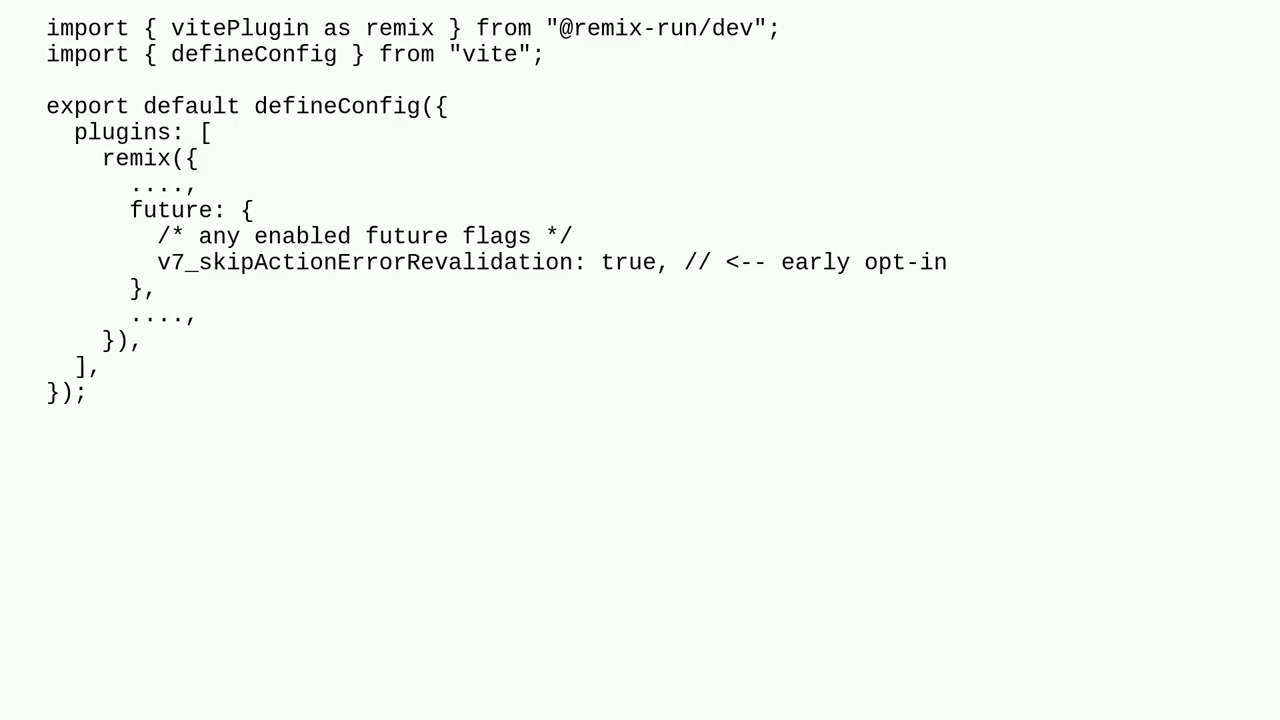 import { vitePlugin as remix } from "@remix-run/dev";
import { defineConfig } from "vite";
export default defineConfig({
  plugins: [
    remix({
      ....,
      future: {
        /* any enabled future flags */
        v7_skipActionErrorRevalidation: true, // <-- early opt-in
      },
      ....,
    }),
  ],
});